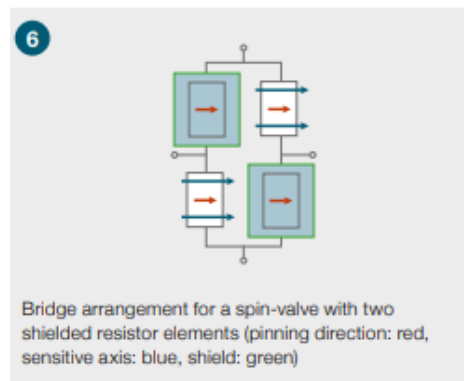 6
Bridge arrangement for a spin-valve with two
shielded resistor elements (pinning direction: red,
sensitive axis: blue, shield: green)